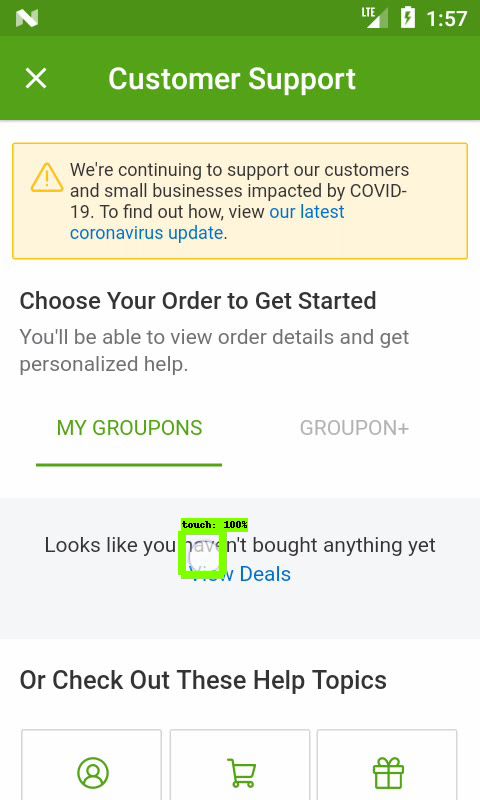 LTE 1:57
Customer Support
We're continuing to support our customers
and small businesses impacted by COVID-
19. To find out how, view our latest
coronavirus update.
Choose Your Order to Get Started
You'll be able to view order details and get
personalized help.
MY GROUPONS GROUPON+
touch: 100%
Looks like you haven't bought anything yet
View Deals
Or Check Out These Help Topics